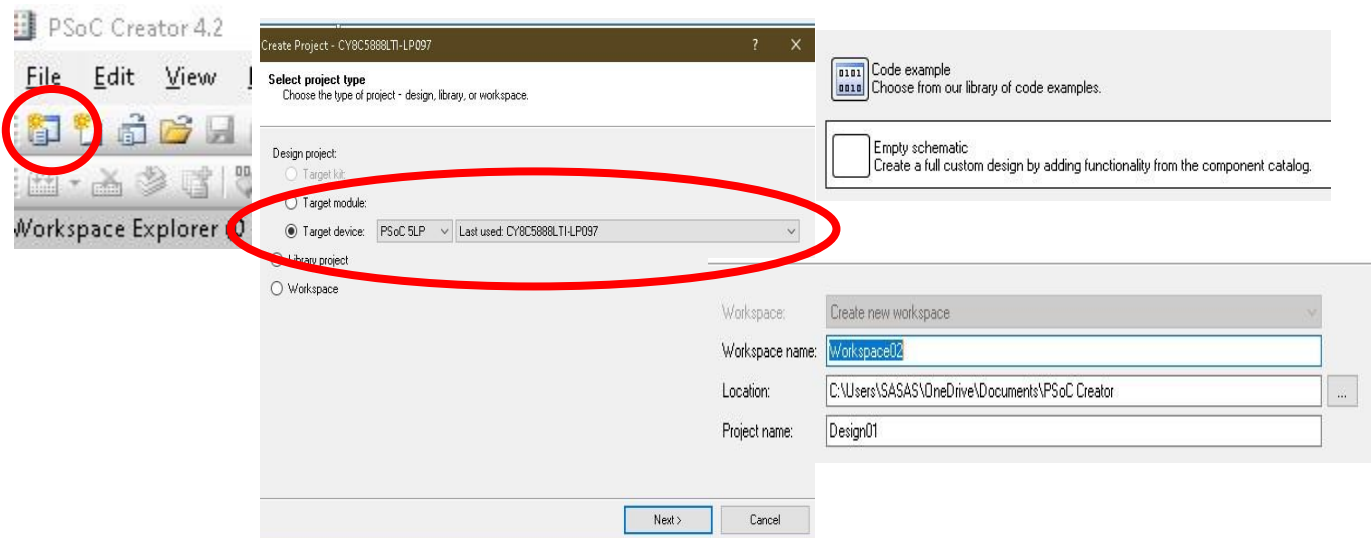 PSoC Creator 4.2
File Edit View
Workspace Explorer
Create Project - CY8C5888LTI-LP097 ? X
Select project type
Choose the type of project - design, library, or workspace.
Design project:
Target kit:
Target module:
Target device: PSoC 5LP Last used: CY8C5888LTI-LP097
Library project
Workspace
Next > Cancel
0101
0010
Code example
Choose from our library of code examples.
Empty schematic
Create a full custom design by adding functionality from the component catalog.
Workspace: Create new workspace
Workspace name: Workspace02
Location: C:\Users\SASAS\OneDrive\Documents\PSoC Creator ...
Project name: Design01